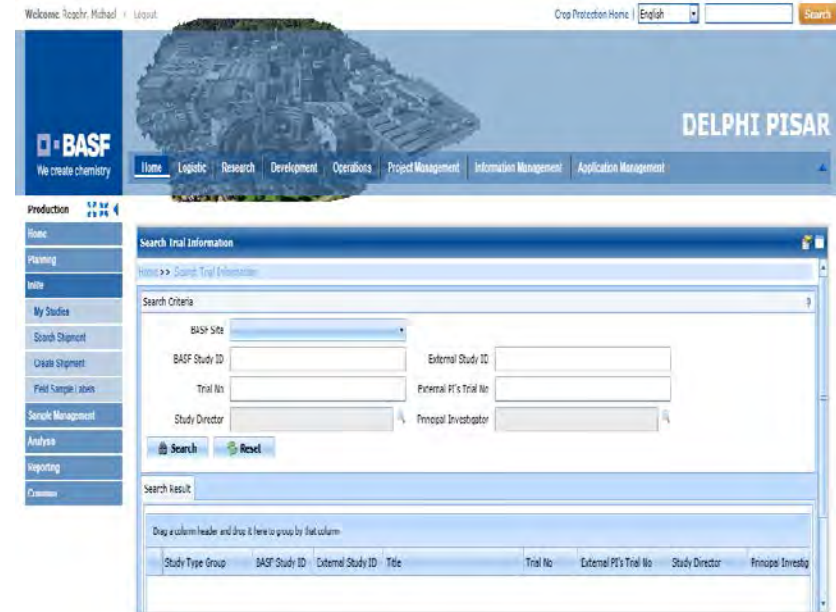 Welcome Regehr, Michael Logout Crop Protection Home | English Search
DELPHI PISAR
BASF
We create chemistry
Home Logistic Research Development Operations Project Management Information Management Application Management
Production
Home
Planning
Inlife
My Studies
Search Shipment
Create Shipment
Field Sample Labels
Sample Management
Analysis
Reporting
Common
Search Trial Information
Home >> Search Trial Information
Search Criteria
BASF Site
BASF Study ID External Study ID
Trial No External PI's Trial No
Study Director Principal Investigator
Search Reset
Search Result
Drag a column header and drop it here to group by that column
Study Type Group BASF Study ID External Study ID Title Trial No External PI's Trial No Study Director Principal Investig